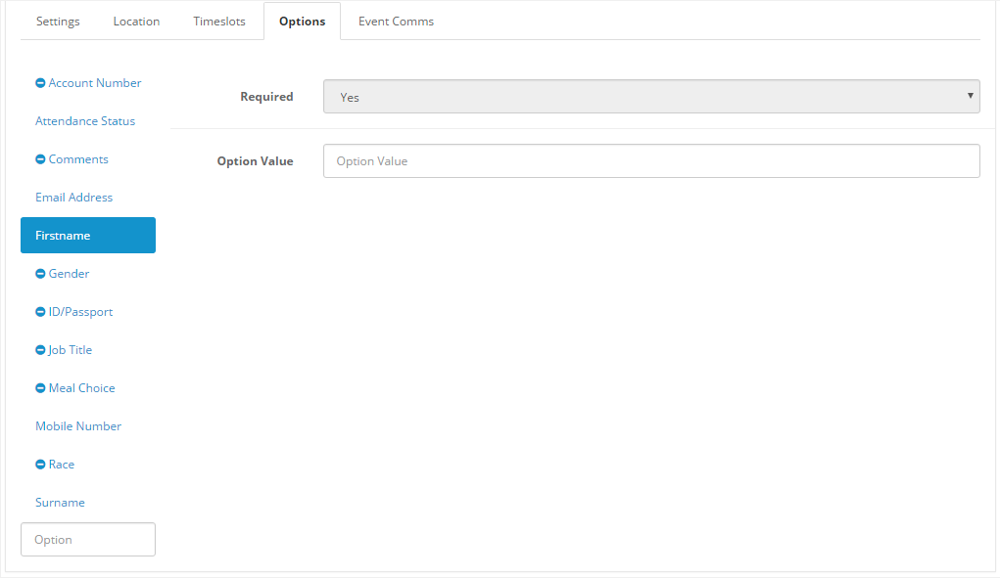 Settings Location Timeslots Options Event Comms
Account Number
Attendance Status
Comments
Email Address
Firstname
Gender
ID/Passport
Job Title
Meal Choice
Mobile Number
Race
Surname
Option
Required Yes
Option Value Option Value